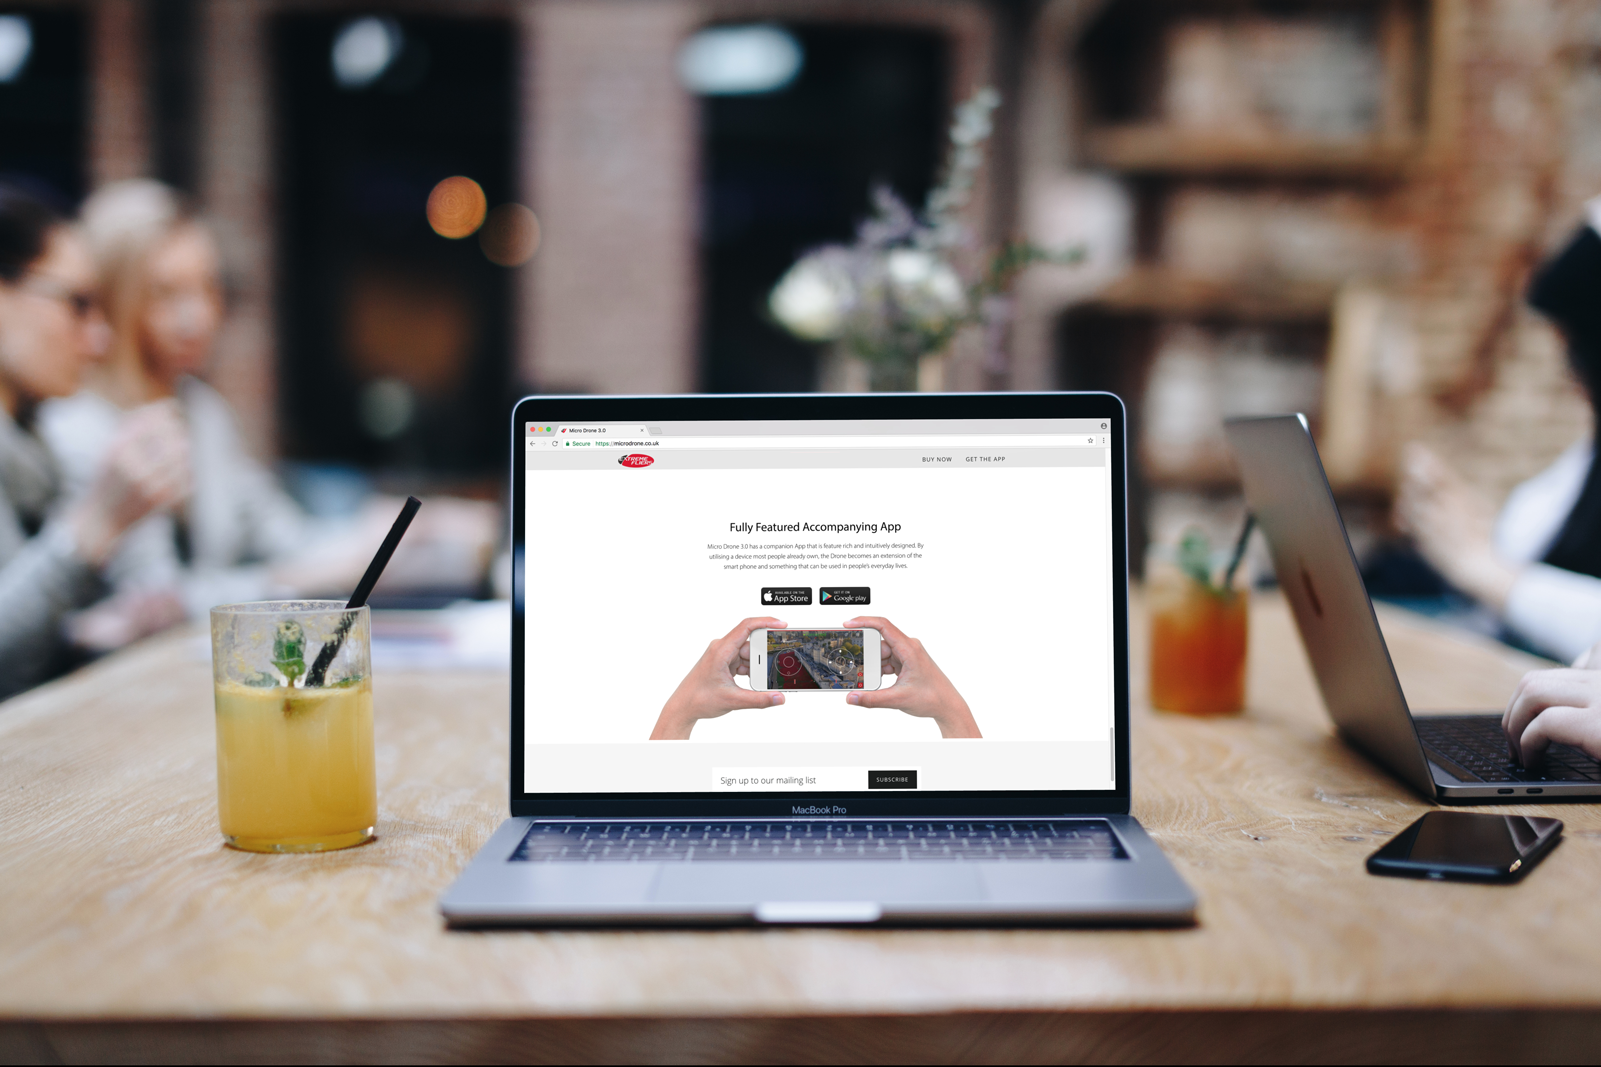 Micro Drone 3.0
Secure https://microdrone.co.uk
EXTREME
FLIERS
BUY NOW GET THE APP
Fully Featured Accompanying App
Micro Drone 3.0 has a companion App that is feature rich and intuitively designed. By
utilising a device most people already own, the Drone becomes an extension of the
smart phone and something that can be used in people's everyday lives.
AVAILABLE ON THE
App Store
GET IT ON
Google play
Sign up to our mailing list
SUBSCRIBE
MacBook Pro